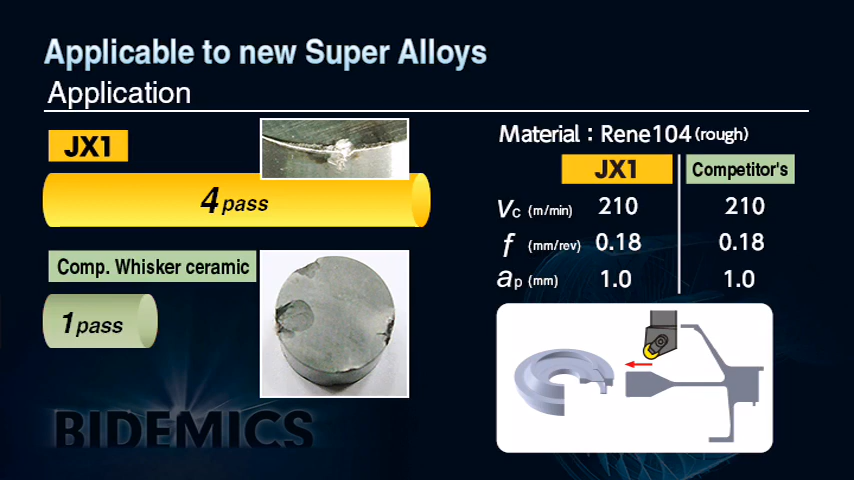 Applicable to new Super Alloys
Application
JX1
4 pass
Comp. Whisker ceramic
1 pass
BIDEMICS
Material : Rene104 (rough)
JX1 Competitor's
Vc (m/min) 210 210
f (mm/rev) 0.18 0.18
ap (mm) 1.0 1.0